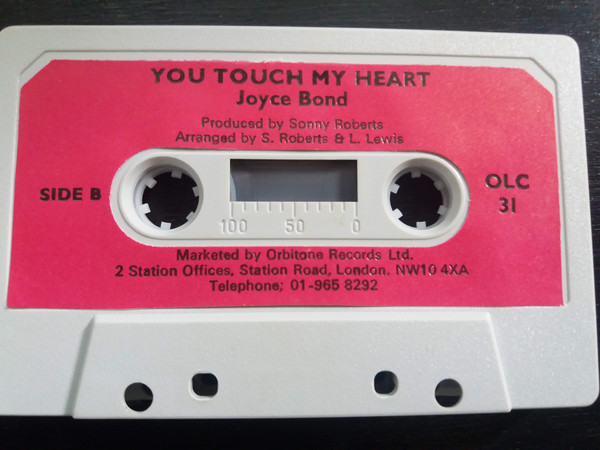 YOU TOUCH MY HEART
Joyce Bond
Produced by Sonny Roberts
Arranged by S. Roberts & L. Lewis
SIDE B
OLC
31
100 50 0
Marketed by Orbitone Records Ltd.
2 Station Offices, Station Road, London. NW10 4XA
Telephone; 01-965 8292